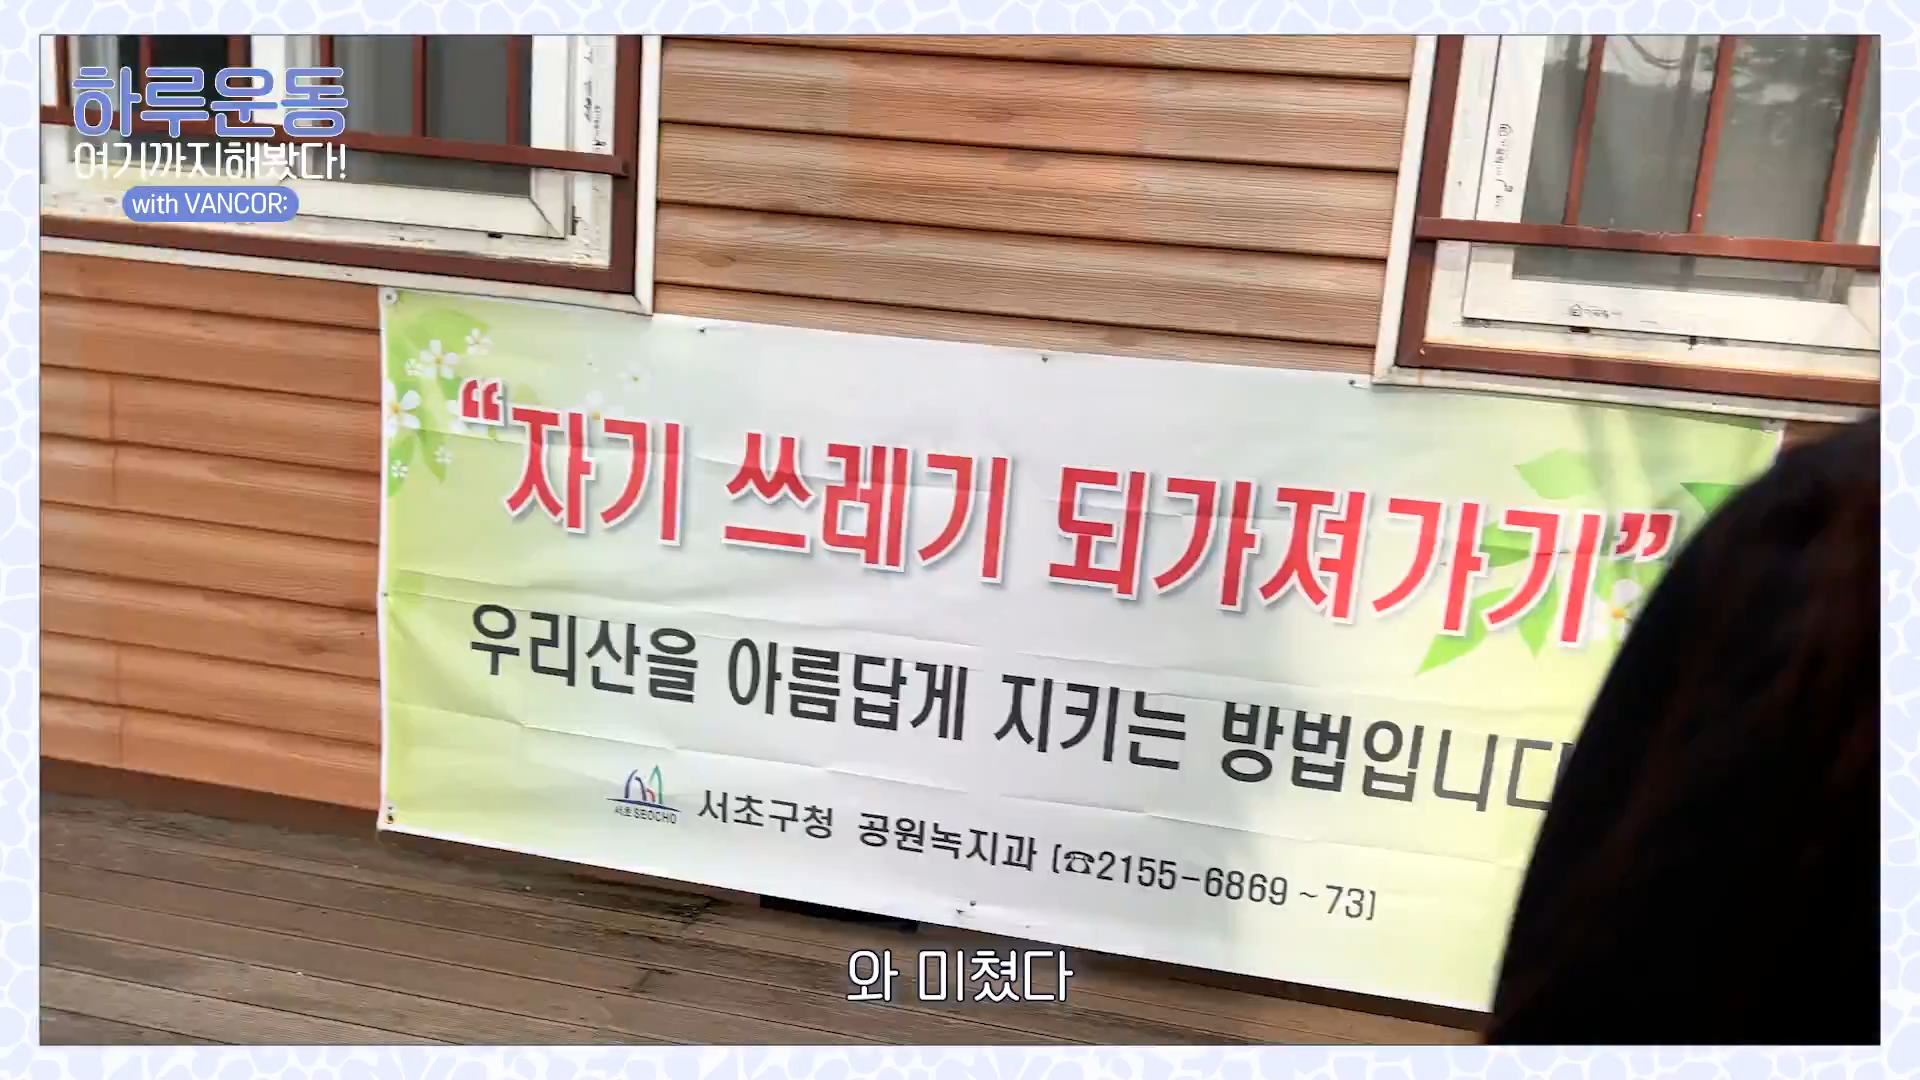 하루운동
여기까지해봤다!
with VANCOR:
“자기 쓰레기 되가져가기”
우리산을 아름답게 지키는 방법입니다
서초 SEOCHO 서초구청 공원녹지과 (☎2155-6869~73)
와 미쳤다